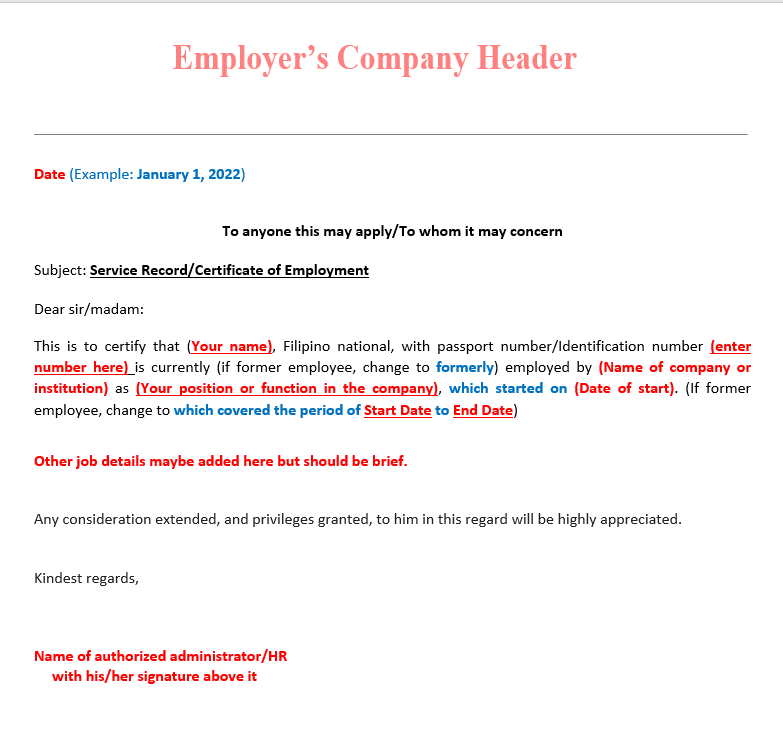 Employer’s Company Header
Date (Example: January 1, 2022)
To anyone this may apply/To whom it may concern
Subject: Service Record/Certificate of Employment
Dear sir/madam:
This is to certify that (Your name), Filipino national, with passport number/Identification number (enter
number here) is currently (if former employee, change to formerly) employed by (Name of company or
institution) as (Your position or function in the company), which started on (Date of start). (If former
employee, change to which covered the period of Start Date to End Date)
Other job details maybe added here but should be brief.
Any consideration extended, and privileges granted, to him in this regard will be highly appreciated.
Kindest regards,
Name of authorized administrator/HR
with his/her signature above it